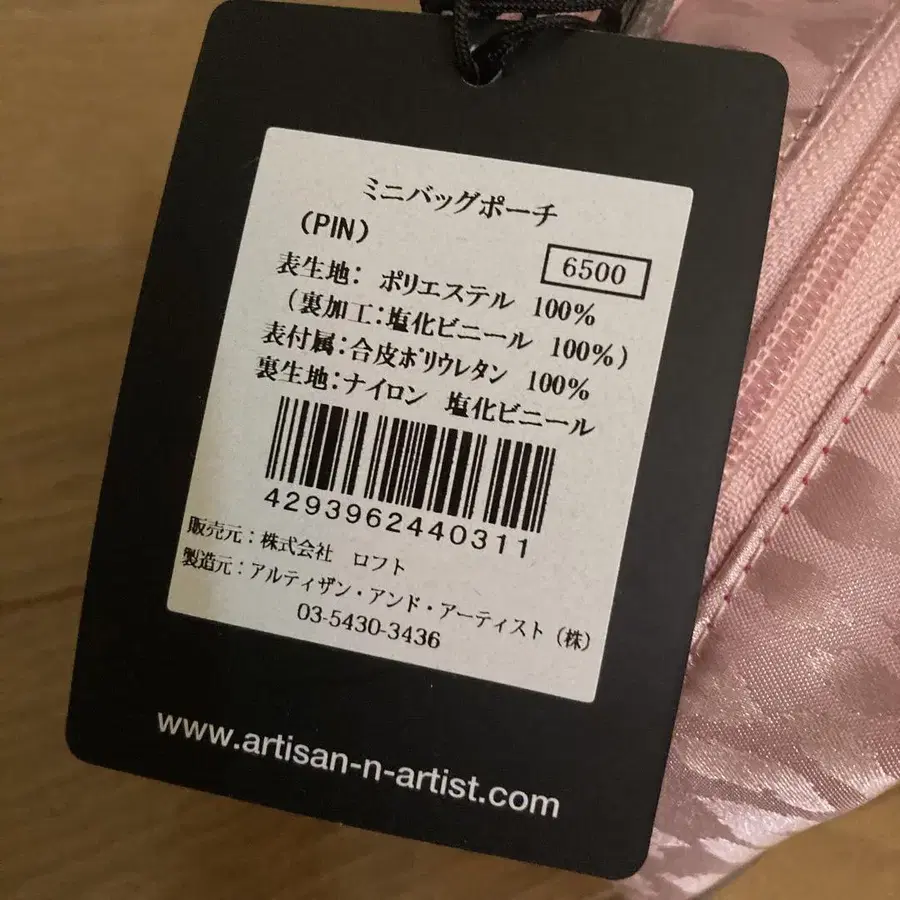 ミニバッグポーチ
（PIN）
6500
表生地： ポリエステル 100%
（裏加工：塩化ビニール 100%）
表付属：合皮ポリウレタン 100%
裏生地：ナイロン 塩化ビニール
4293962440311
販売元：株式会社 ロフト
製造元：アルティザン・アンド・アーティスト（株）
03-5430-3436
www.artisan-n-artist.com